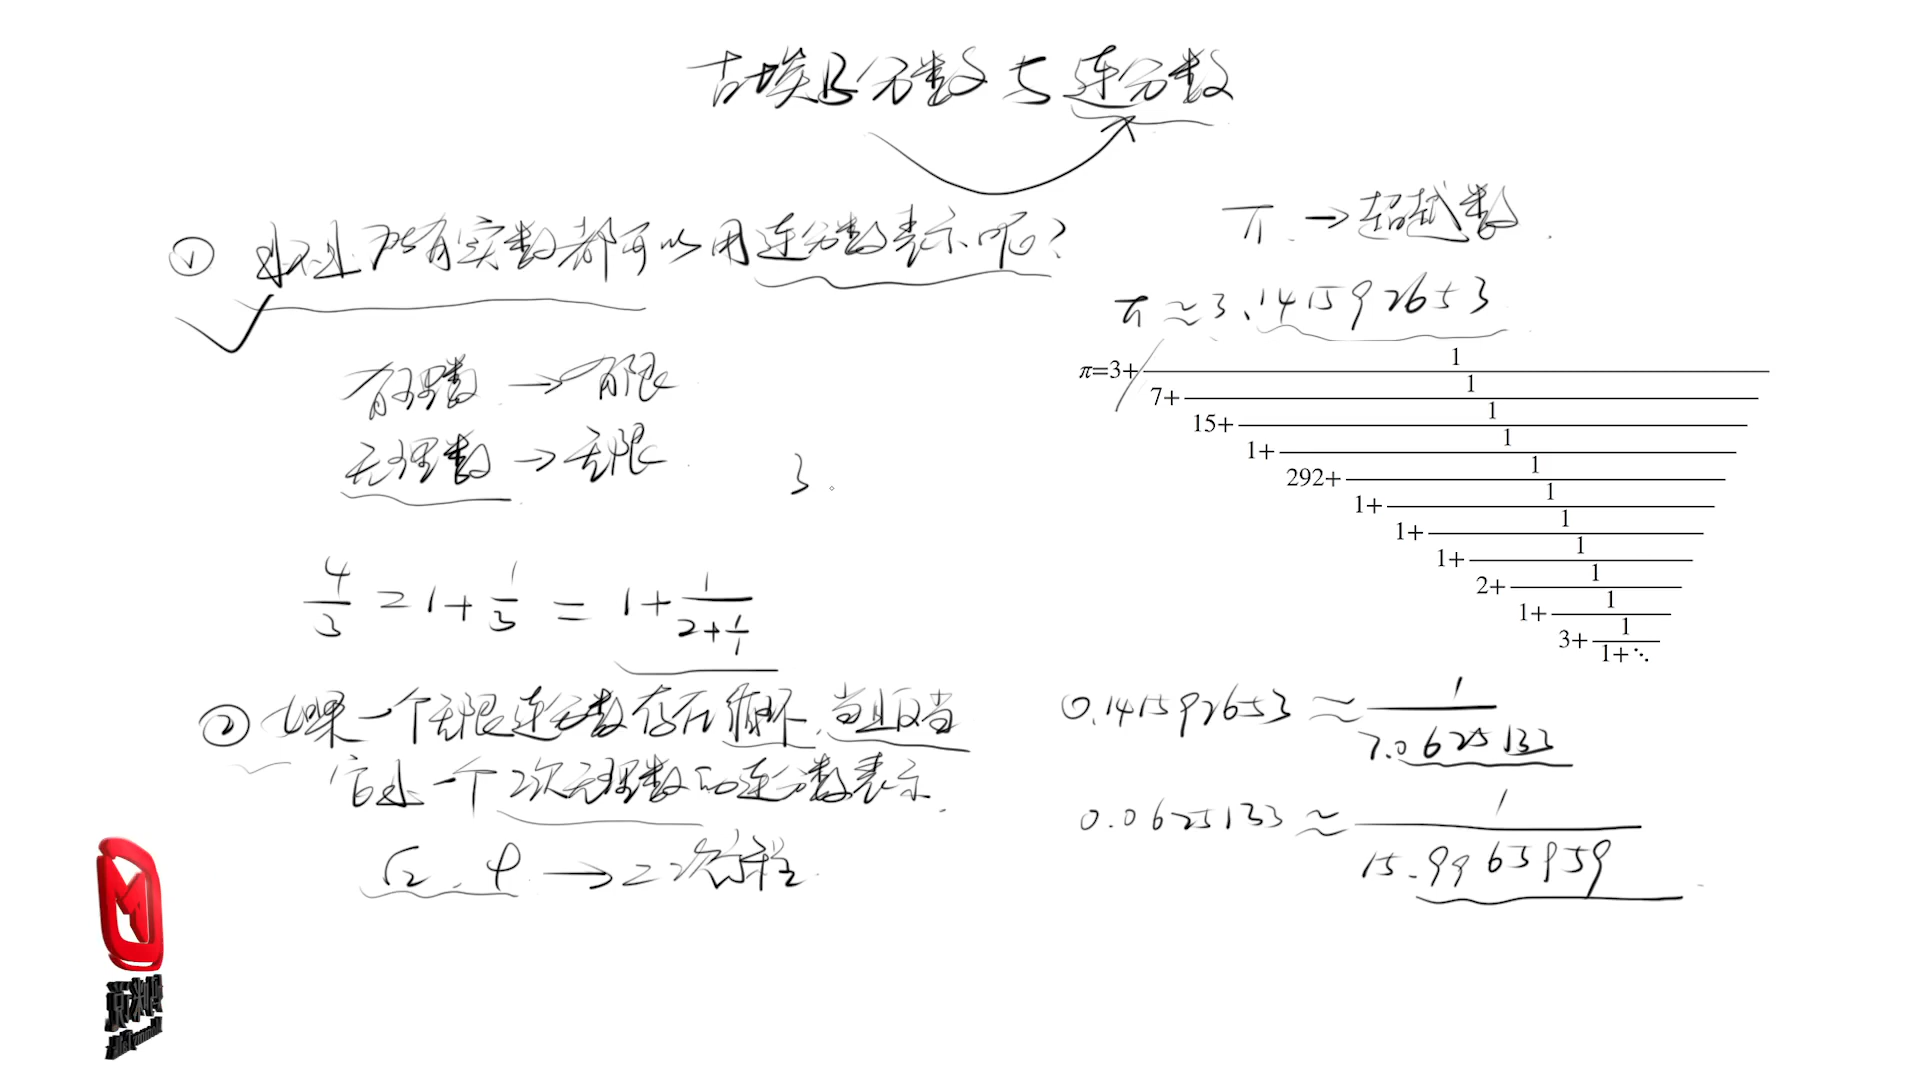 古埃及分数与连分数
① 是不是所有实数都可以用连分数表示呢?
有理数 → 有限
无理数 → 无限
3.
4/3 = 1 + 1/3 = 1 + 1/(2 + 1/1)
② 如果一个无限连分数存在循环,当且仅当
它是一个2次无理数的连分数表示.
√2 . φ → 二次方程
π → 超越数.
π ≈ 3.141592653
π=3+ 1
7+ 1
15+ 1
1+ 1
292+ 1
1+ 1
1+ 1
1+ 1
2+ 1
1+ 1
3+ 1
1+⋱
0.141592653 ≈ 1/7.0625133
0.0625133 ≈ 1/15.9965959